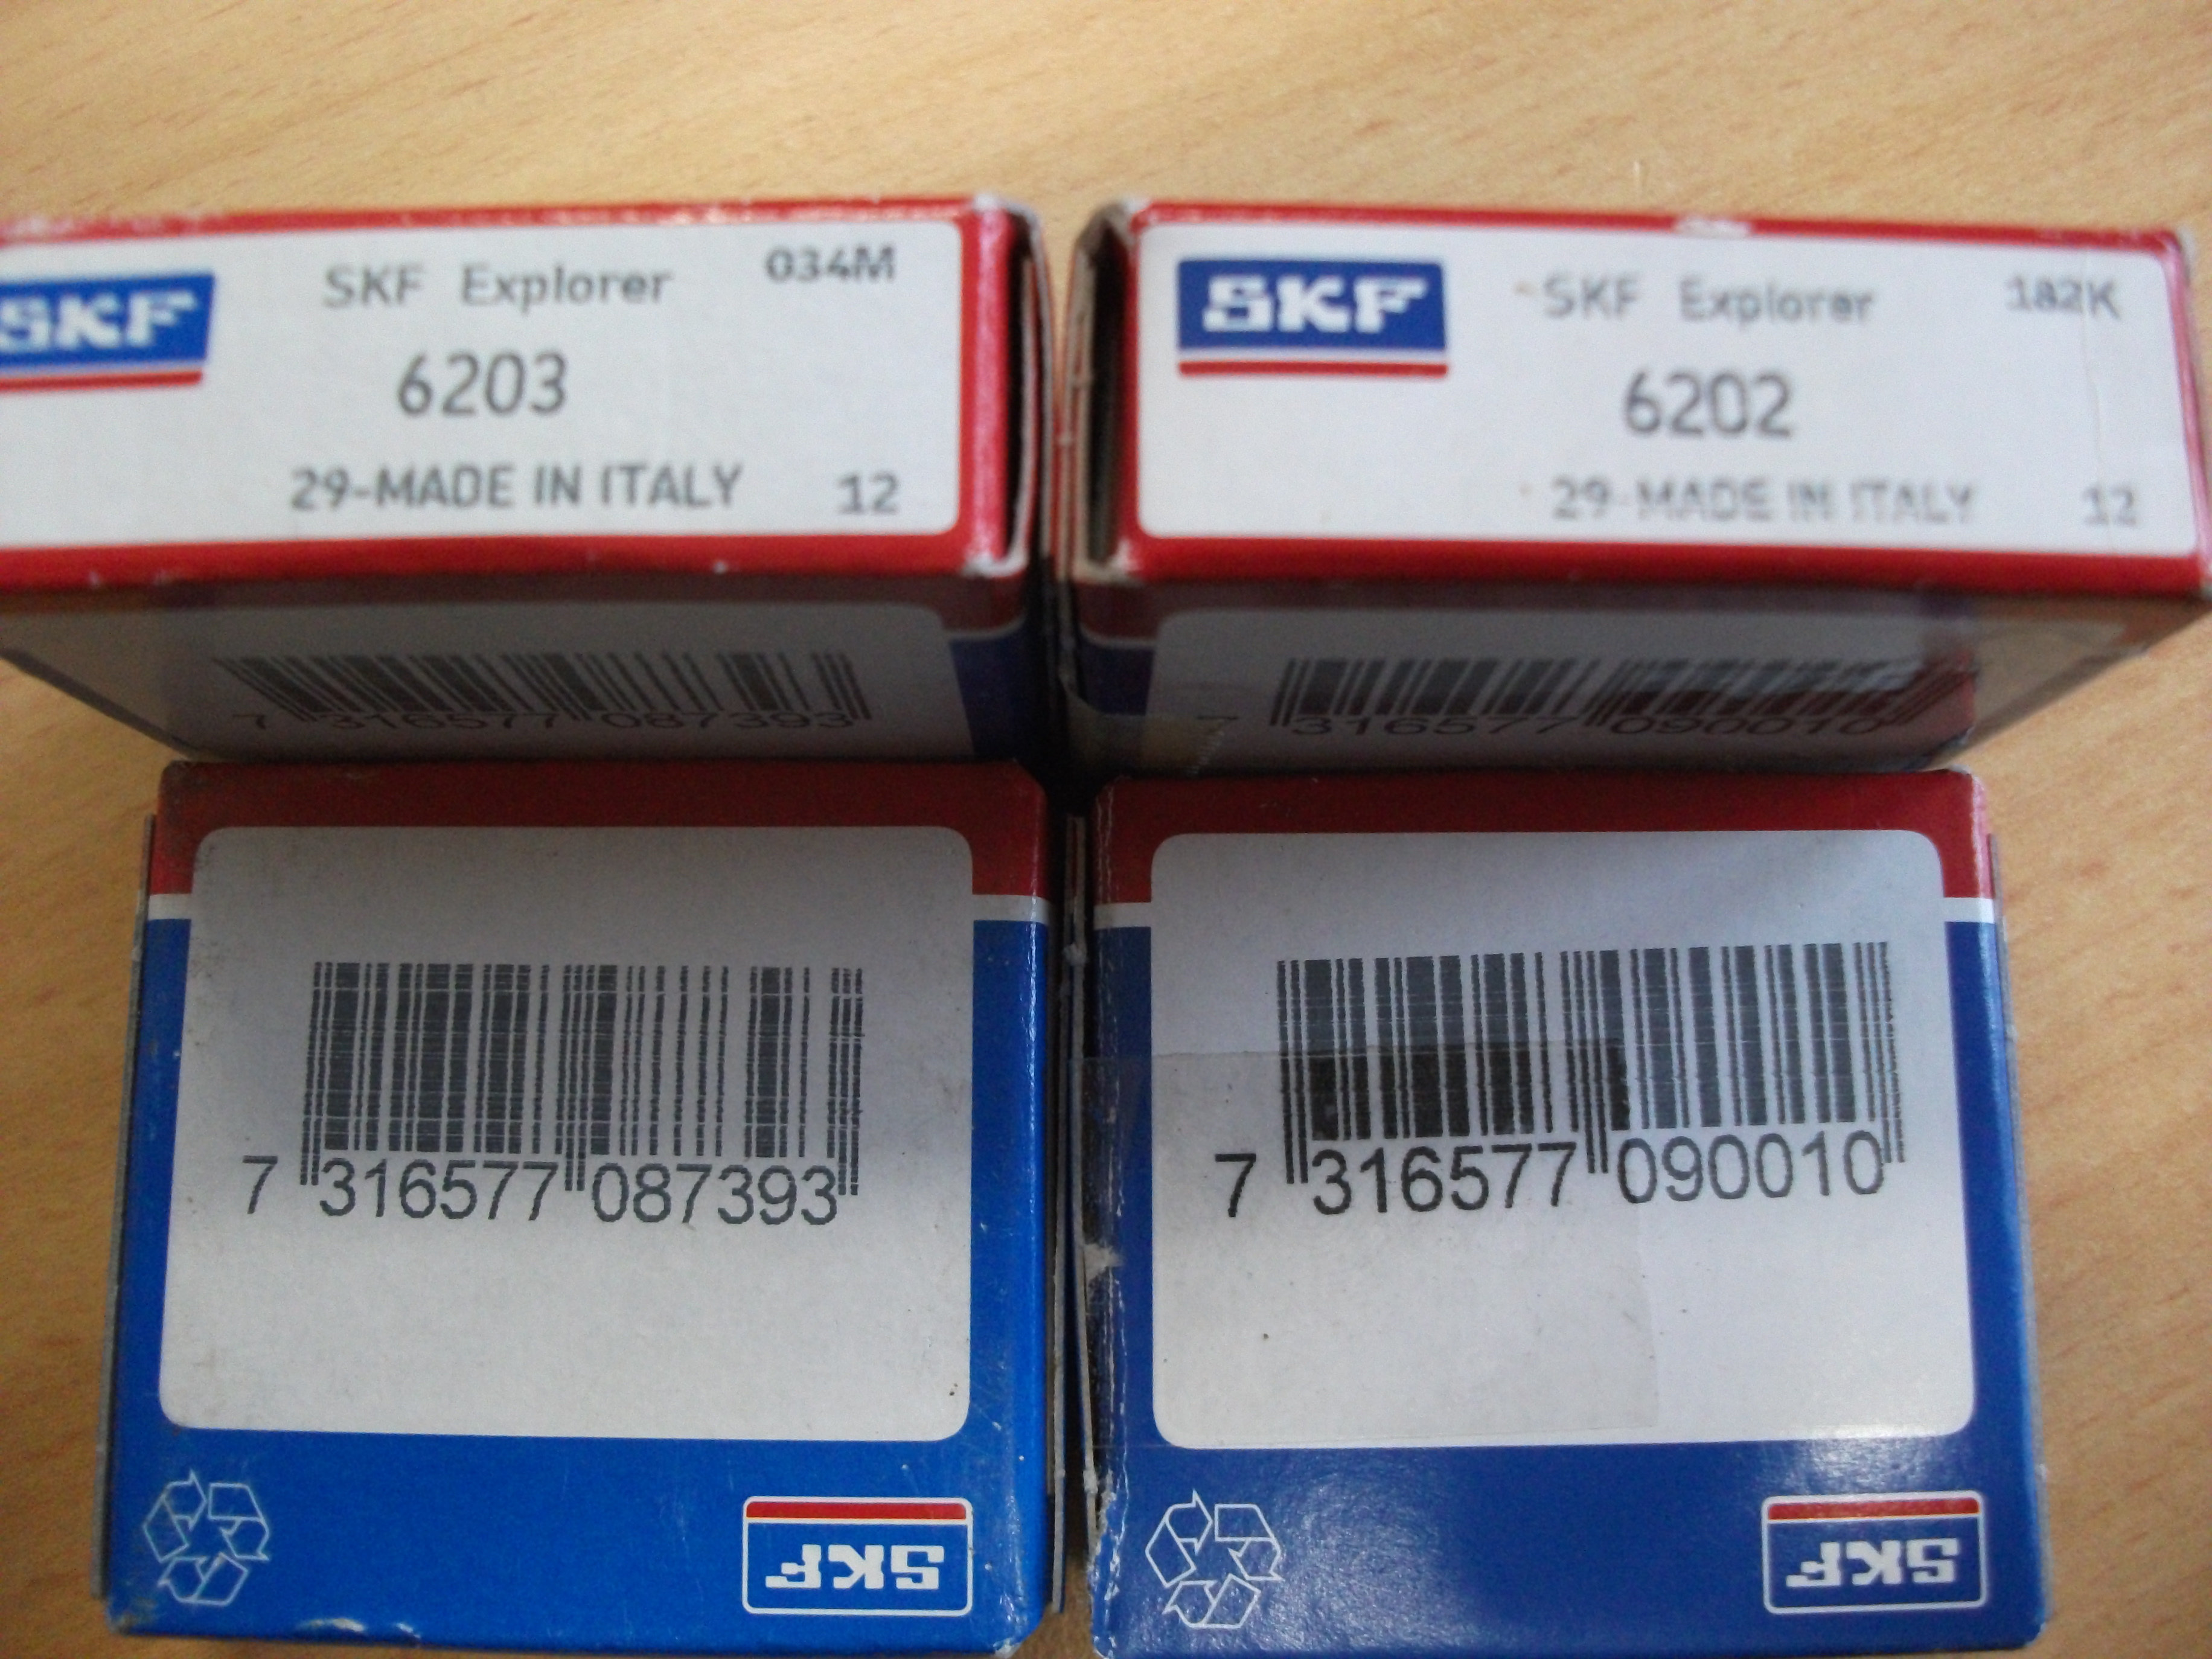 SKF
SKF Explorer
034M
6203
29-MADE IN ITALY
12
SKF
SKF Explorer
182K
6202
29-MADE IN ITALY
12
7 316577 087393
7 316577 090010
7 316577 087393
7 316577 090010
SKF
SKF